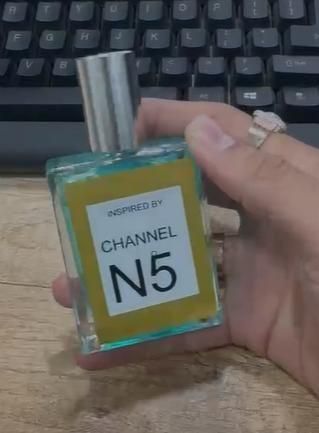 U Y T R E
H J K L
V B N M
INSPIRED BY
CHANNEL
N5